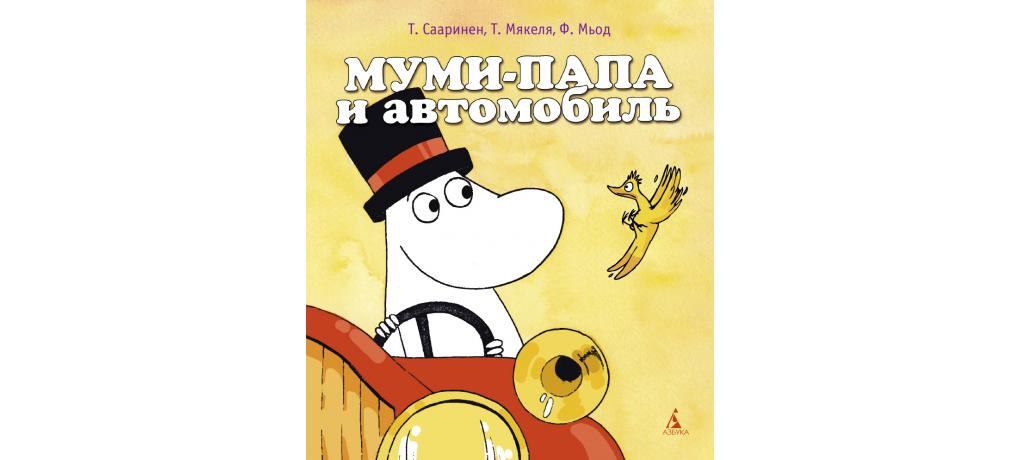 Т. Сааринен, Т. Мякеля, Ф. Мьод
МУМИ-ПАПА
и автомобиль
АЗБУКА